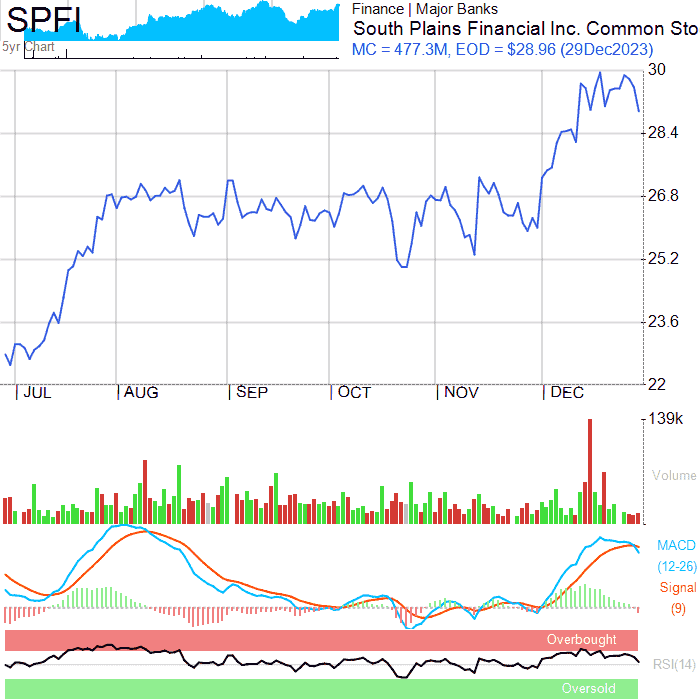 SPFI
5yr Chart
Finance | Major Banks
South Plains Financial Inc. Common Sto
MC = 477.3M, EOD = $28.96 (29Dec2023)
30
28.4
26.8
25.2
23.6
22
JUL AUG SEP OCT NOV DEC
139k
Volume
MACD
(12-26)
Signal
(9)
Overbought
RSI(14)
Oversold